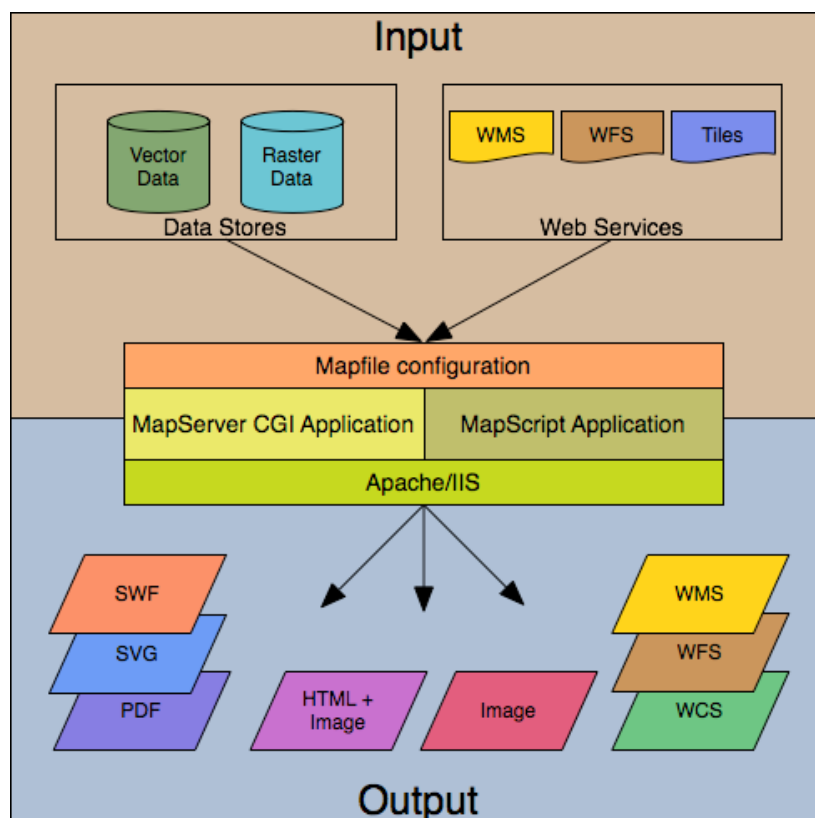 Input
Vector
Data
Raster
Data
Data Stores
WMS
WFS
Tiles
Web Services
Mapfile configuration
MapServer CGI Application
MapScript Application
Apache/IIS
SWF
SVG
PDF
HTML +
Image
Image
WMS
WFS
WCS
Output